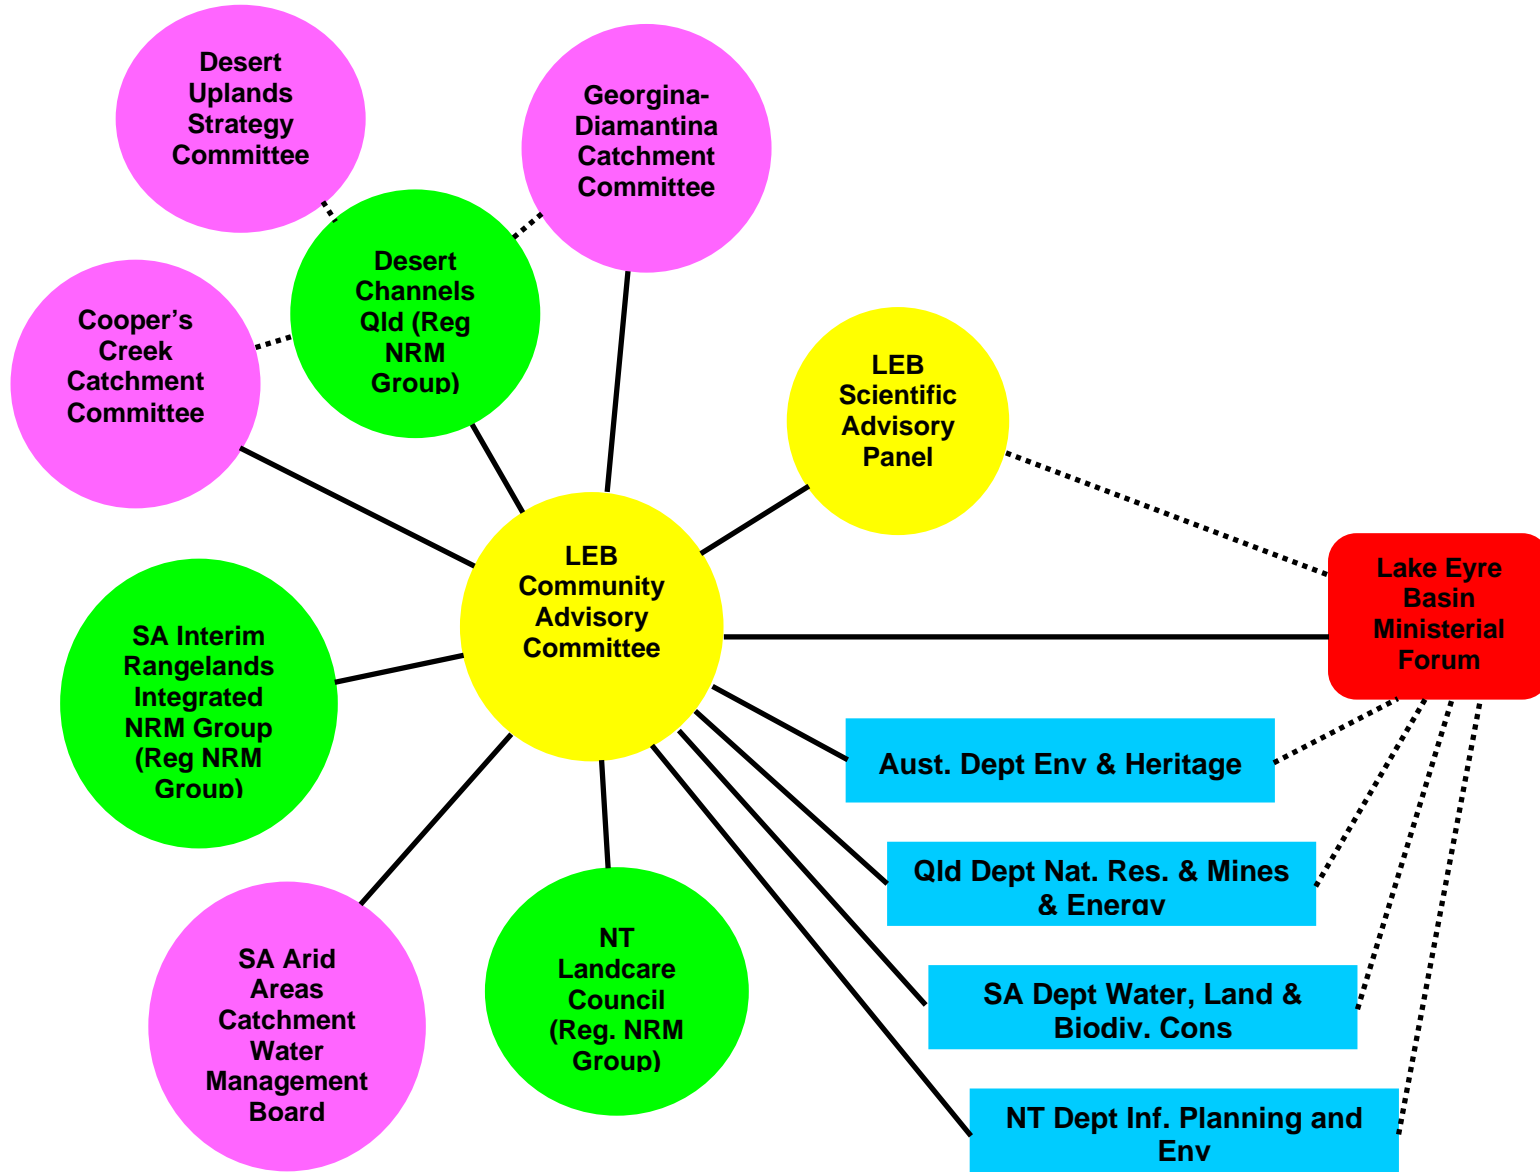 Desert
Uplands
Strategy
Committee
Georgina-
Diamantina
Catchment
Committee
Desert
Channels
Qld (Reg
NRM
Group)
Cooper’s
Creek
Catchment
Committee
LEB
Scientific
Advisory
Panel
LEB
Community
Advisory
Committee
Lake Eyre
Basin
Ministerial
Forum
SA Interim
Rangelands
Integrated
NRM Group
(Reg NRM
Group)
Aust. Dept Env & Heritage
Qld Dept Nat. Res. & Mines
& Energy
SA Dept Water, Land &
Biodiv. Cons
NT Dept Inf. Planning and
Env
SA Arid
Areas
Catchment
Water
Management
Board
NT
Landcare
Council
(Reg. NRM
Group)